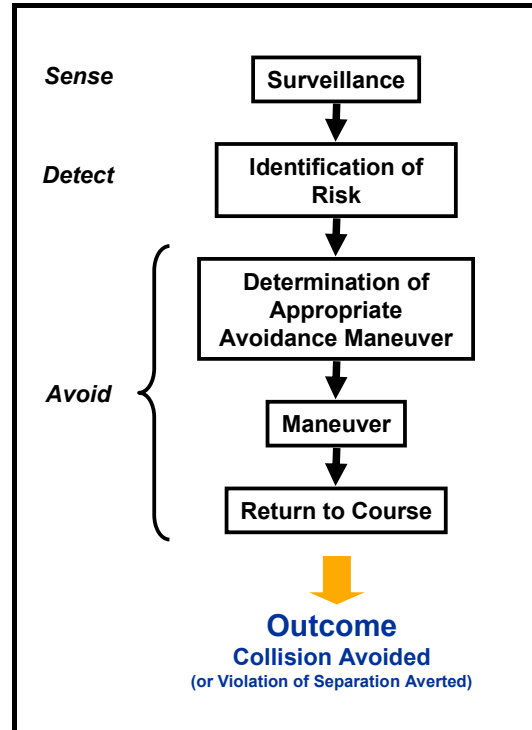 Sense
Surveillance
Detect
Identification of
Risk
Determination of
Appropriate
Avoidance Maneuver
Avoid
Maneuver
Return to Course
Outcome
Collision Avoided
(or Violation of Separation Averted)